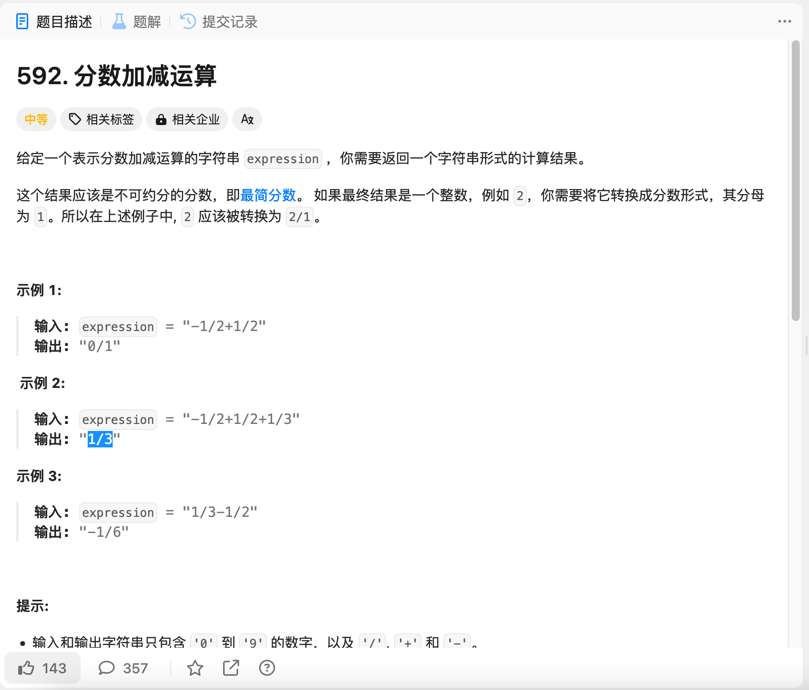 题目描述 题解 提交记录
592. 分数加减运算
中等 相关标签 相关企业 Aあ
给定一个表示分数加减运算的字符串 expression ，你需要返回一个字符串形式的计算结果。
这个结果应该是不可约分的分数，即最简分数。 如果最终结果是一个整数，例如 2，你需要将它转换成分数形式，其分母
为 1。所以在上述例子中, 2 应该被转换为 2/1。
示例 1:
输入: expression = "-1/2+1/2"
输出: "0/1"
示例 2:
输入: expression = "-1/2+1/2+1/3"
输出: "1/3"
示例 3:
输入: expression = "1/3-1/2"
输出: "-1/6"
提示:
• 输入和输出字符串只包含 '0' 到 '9' 的数字，以及 '/', '+' 和 '-'。
143 357